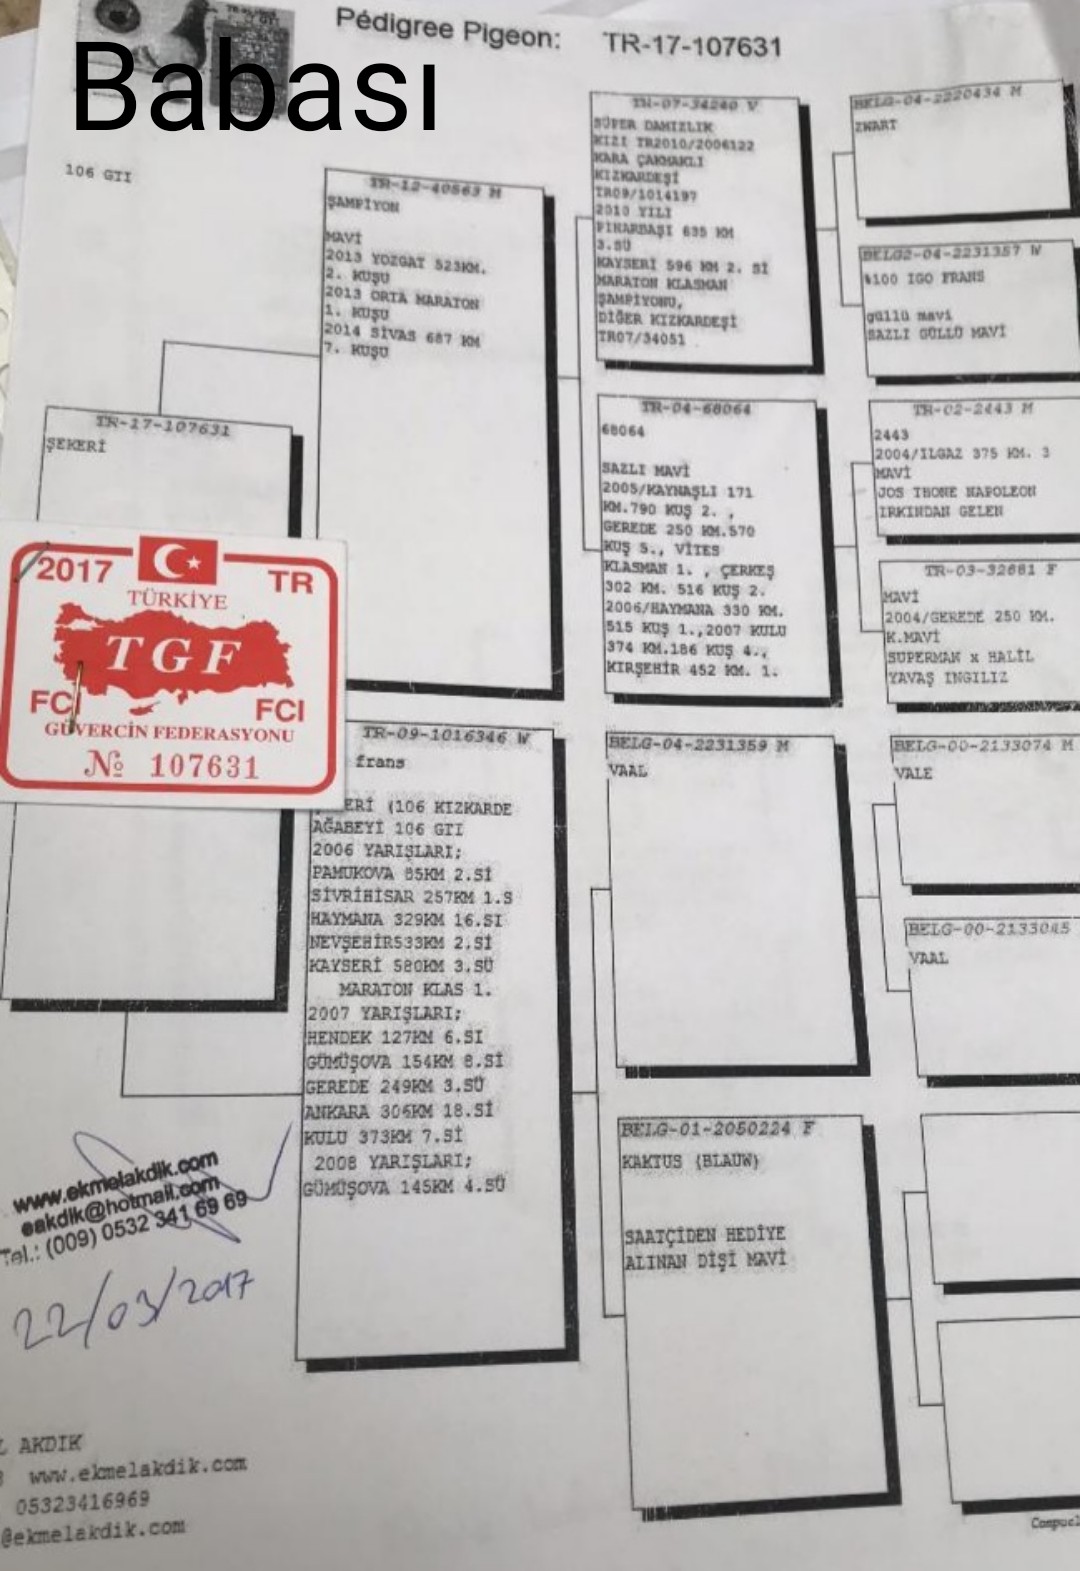 Pédigree Pigeon: TR-17-107631
Babası
106 GTI
TR-12-40563 M
ŞAMPİYON
MAVİ
2013 YOZGAT 523KM.
2. KUŞU
2013 ORTA MARATON
1. KUŞU
2014 SİVAS 687 KM
7. KUŞU
TR-17-107631
ŞEKERİ
2017 TR
TÜRKİYE
TGF
FCI FCI
GÜVERCİN FEDERASYONU
№ 107631
TR-09-1016346 W
frans
ERİ (106 KIZKARDE
AĞABEYİ 106 GTI
2006 YARIŞLARI;
PAMUKOVA 85KM 2.Sİ
SİVRİHİSAR 257KM 1.S
HAYMANA 329KM 16.SI
NEVŞEHİR533KM 2.Sİ
KAYSERİ 580KM 3.SÜ
MARATON KLAS 1.
2007 YARIŞLARI;
HENDEK 127KM 6.SI
GÜMÜŞOVA 154KM 8.Sİ
GEREDE 249KM 3.SÜ
ANKARA 306KM 18.Sİ
KULU 373KM 7.Sİ
2008 YARIŞLARI;
GÜMÜŞOVA 145KM 4.SÜ
TR-07-34240 V
SÜPER DAMIZLIK
KIZI TR2010/2006122
KARA ÇAKMAKLI
KIZKARDEŞİ
TR09/1014197
2010 YILI
PINARBAŞI 635 KM
3.SÜ
KAYSERİ 596 KM 2. Sİ
MARATON KLASMAN
ŞAMPİYONU,
DİĞER KIZKARDEŞİ
TR07/34051
TR-04-68064
68064
SAZLI MAVİ
2005/KAYNAŞLI 171
KM.790 KUŞ 2. ,
GEREDE 250 KM.570
KUŞ 5., VİTES
KLASMAN 1. , ÇERKEŞ
302 KM. 516 KUŞ 2.
2006/HAYMANA 330 KM.
515 KUŞ 1.,2007 KULU
374 KM.186 KUŞ 4.,
KIRŞEHİR 452 KM. 1.
BELG-04-2231359 M
VAAL
BELG-01-2050224 F
KAKTUS (BLAUW)
SAATÇİDEN HEDİYE
ALINAN DİŞİ MAVİ
BELG-04-2220434 M
ZWART
BELG2-04-2231357 W
%100 IGO FRANS
güllü mavi
SAZLI GÜLLÜ MAVİ
TR-02-2443 M
2443
2004/ILGAZ 375 KM. 3
MAVİ
JOS THONE NAPOLEON
IRKINDAN GELEN
TR-03-32681 F
MAVİ
2004/GEREDE 250 KM.
K.MAVİ
SUPERMAN x HALİL
YAVAŞ INGILIZ
BELG-00-2133074 M
VALE
BELG-00-2133045
VAAL
www.ekmelakdik.com
eakdik@hotmail.com
Tel.: (009) 0532 341 69 69
22/03/2017
L AKDIK
www.ekmelakdik.com
05323416969
@ekmelakdik.com